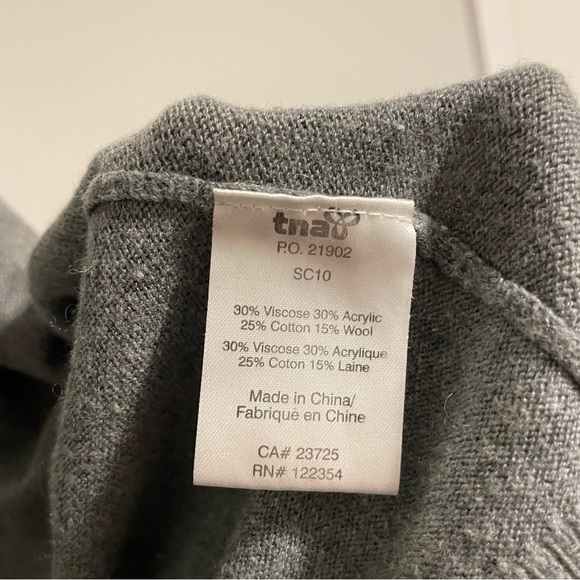 tna
P.O. 21902
SC10
30% Viscose 30% Acrylic
25% Cotton 15% Wool
30% Viscose 30% Acrylique
25% Coton 15% Laine
Made in China/
Fabriqué en Chine
CA# 23725
RN# 122354